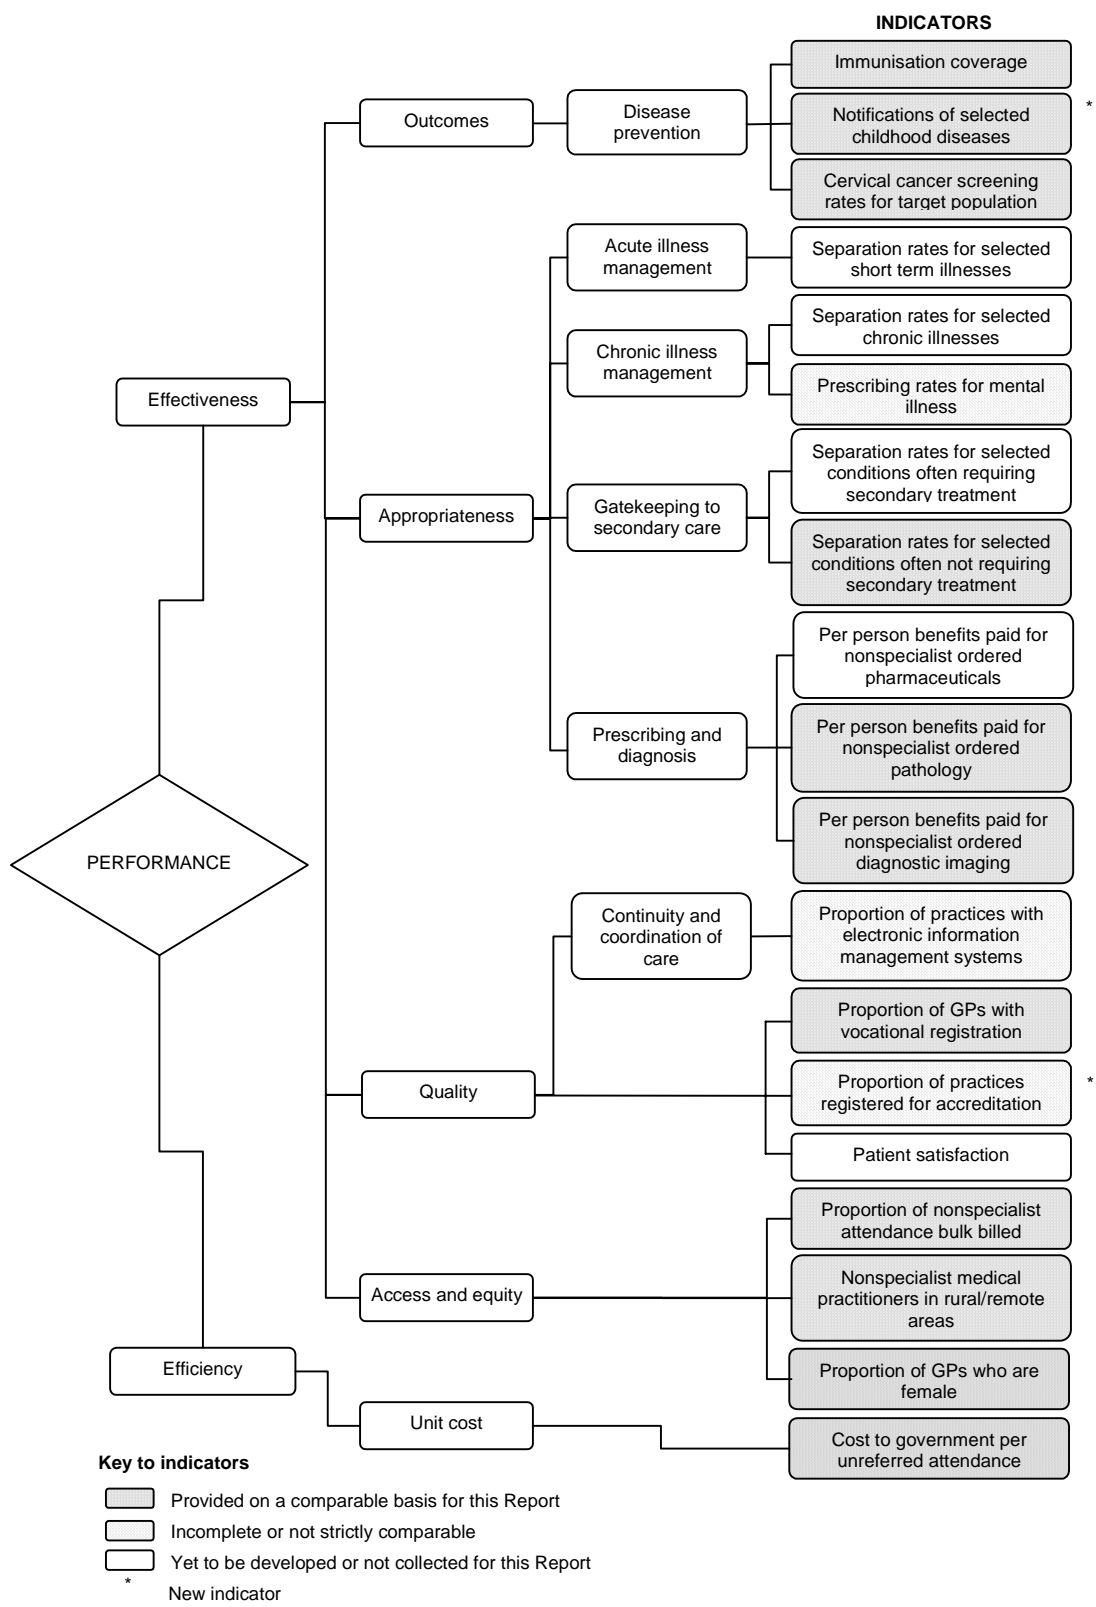 INDICATORS
Immunisation coverage
Outcomes
Disease
prevention
Notifications of selected
childhood diseases
*
Cervical cancer screening
rates for target population
Acute illness
management
Separation rates for selected
short term illnesses
Chronic illness
management
Separation rates for selected
chronic illnesses
Prescribing rates for mental
illness
Effectiveness
Appropriateness
Gatekeeping to
secondary care
Separation rates for selected
conditions often requiring
secondary treatment
Separation rates for selected
conditions often not requiring
secondary treatment
Prescribing and
diagnosis
Per person benefits paid for
nonspecialist ordered
pharmaceuticals
Per person benefits paid for
nonspecialist ordered
pathology
Per person benefits paid for
nonspecialist ordered
diagnostic imaging
PERFORMANCE
Continuity and
coordination of
care
Proportion of practices with
electronic information
management systems
Quality
Proportion of GPs with
vocational registration
Proportion of practices
registered for accreditation
*
Patient satisfaction
Access and equity
Proportion of nonspecialist
attendance bulk billed
Nonspecialist medical
practitioners in rural/remote
areas
Proportion of GPs who are
female
Efficiency
Unit cost
Cost to government per
unreferred attendance
Key to indicators
Provided on a comparable basis for this Report
Incomplete or not strictly comparable
Yet to be developed or not collected for this Report
* New indicator